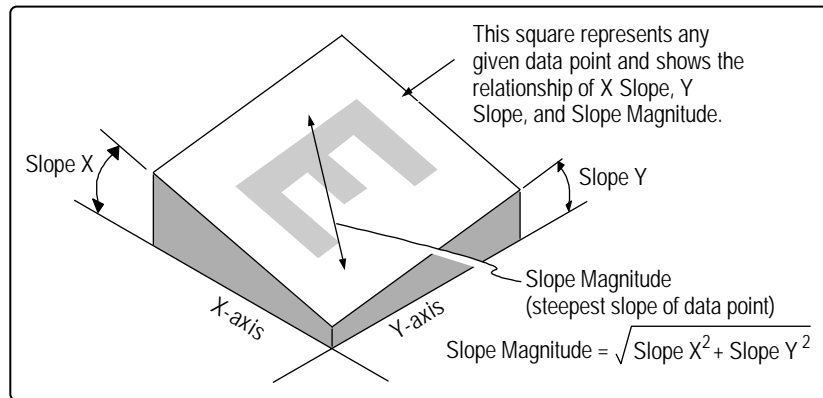 This square represents any
given data point and shows the
relationship of X Slope, Y
Slope, and Slope Magnitude.
Slope X
Slope Y
E
X-axis
Y-axis
Slope Magnitude
(steepest slope of data point)
Slope Magnitude = √Slope X² + Slope Y²